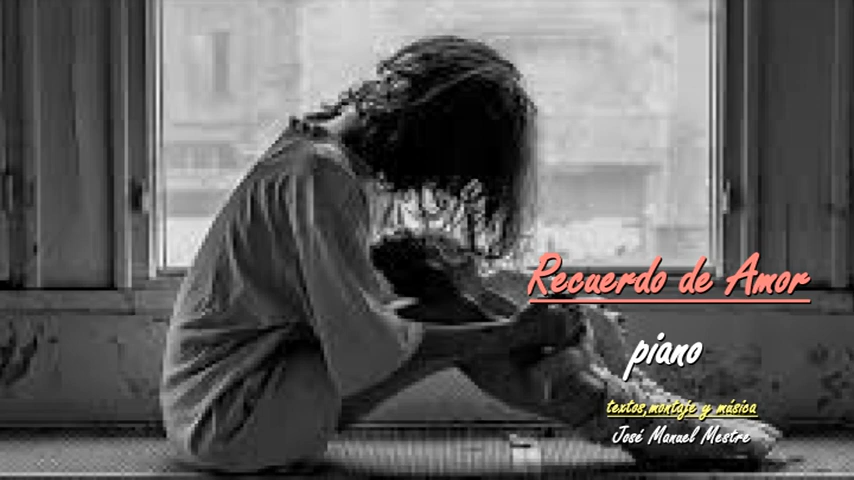 Recuerdo de Amor
piano
textos,montaje y música
José Manuel Mestre